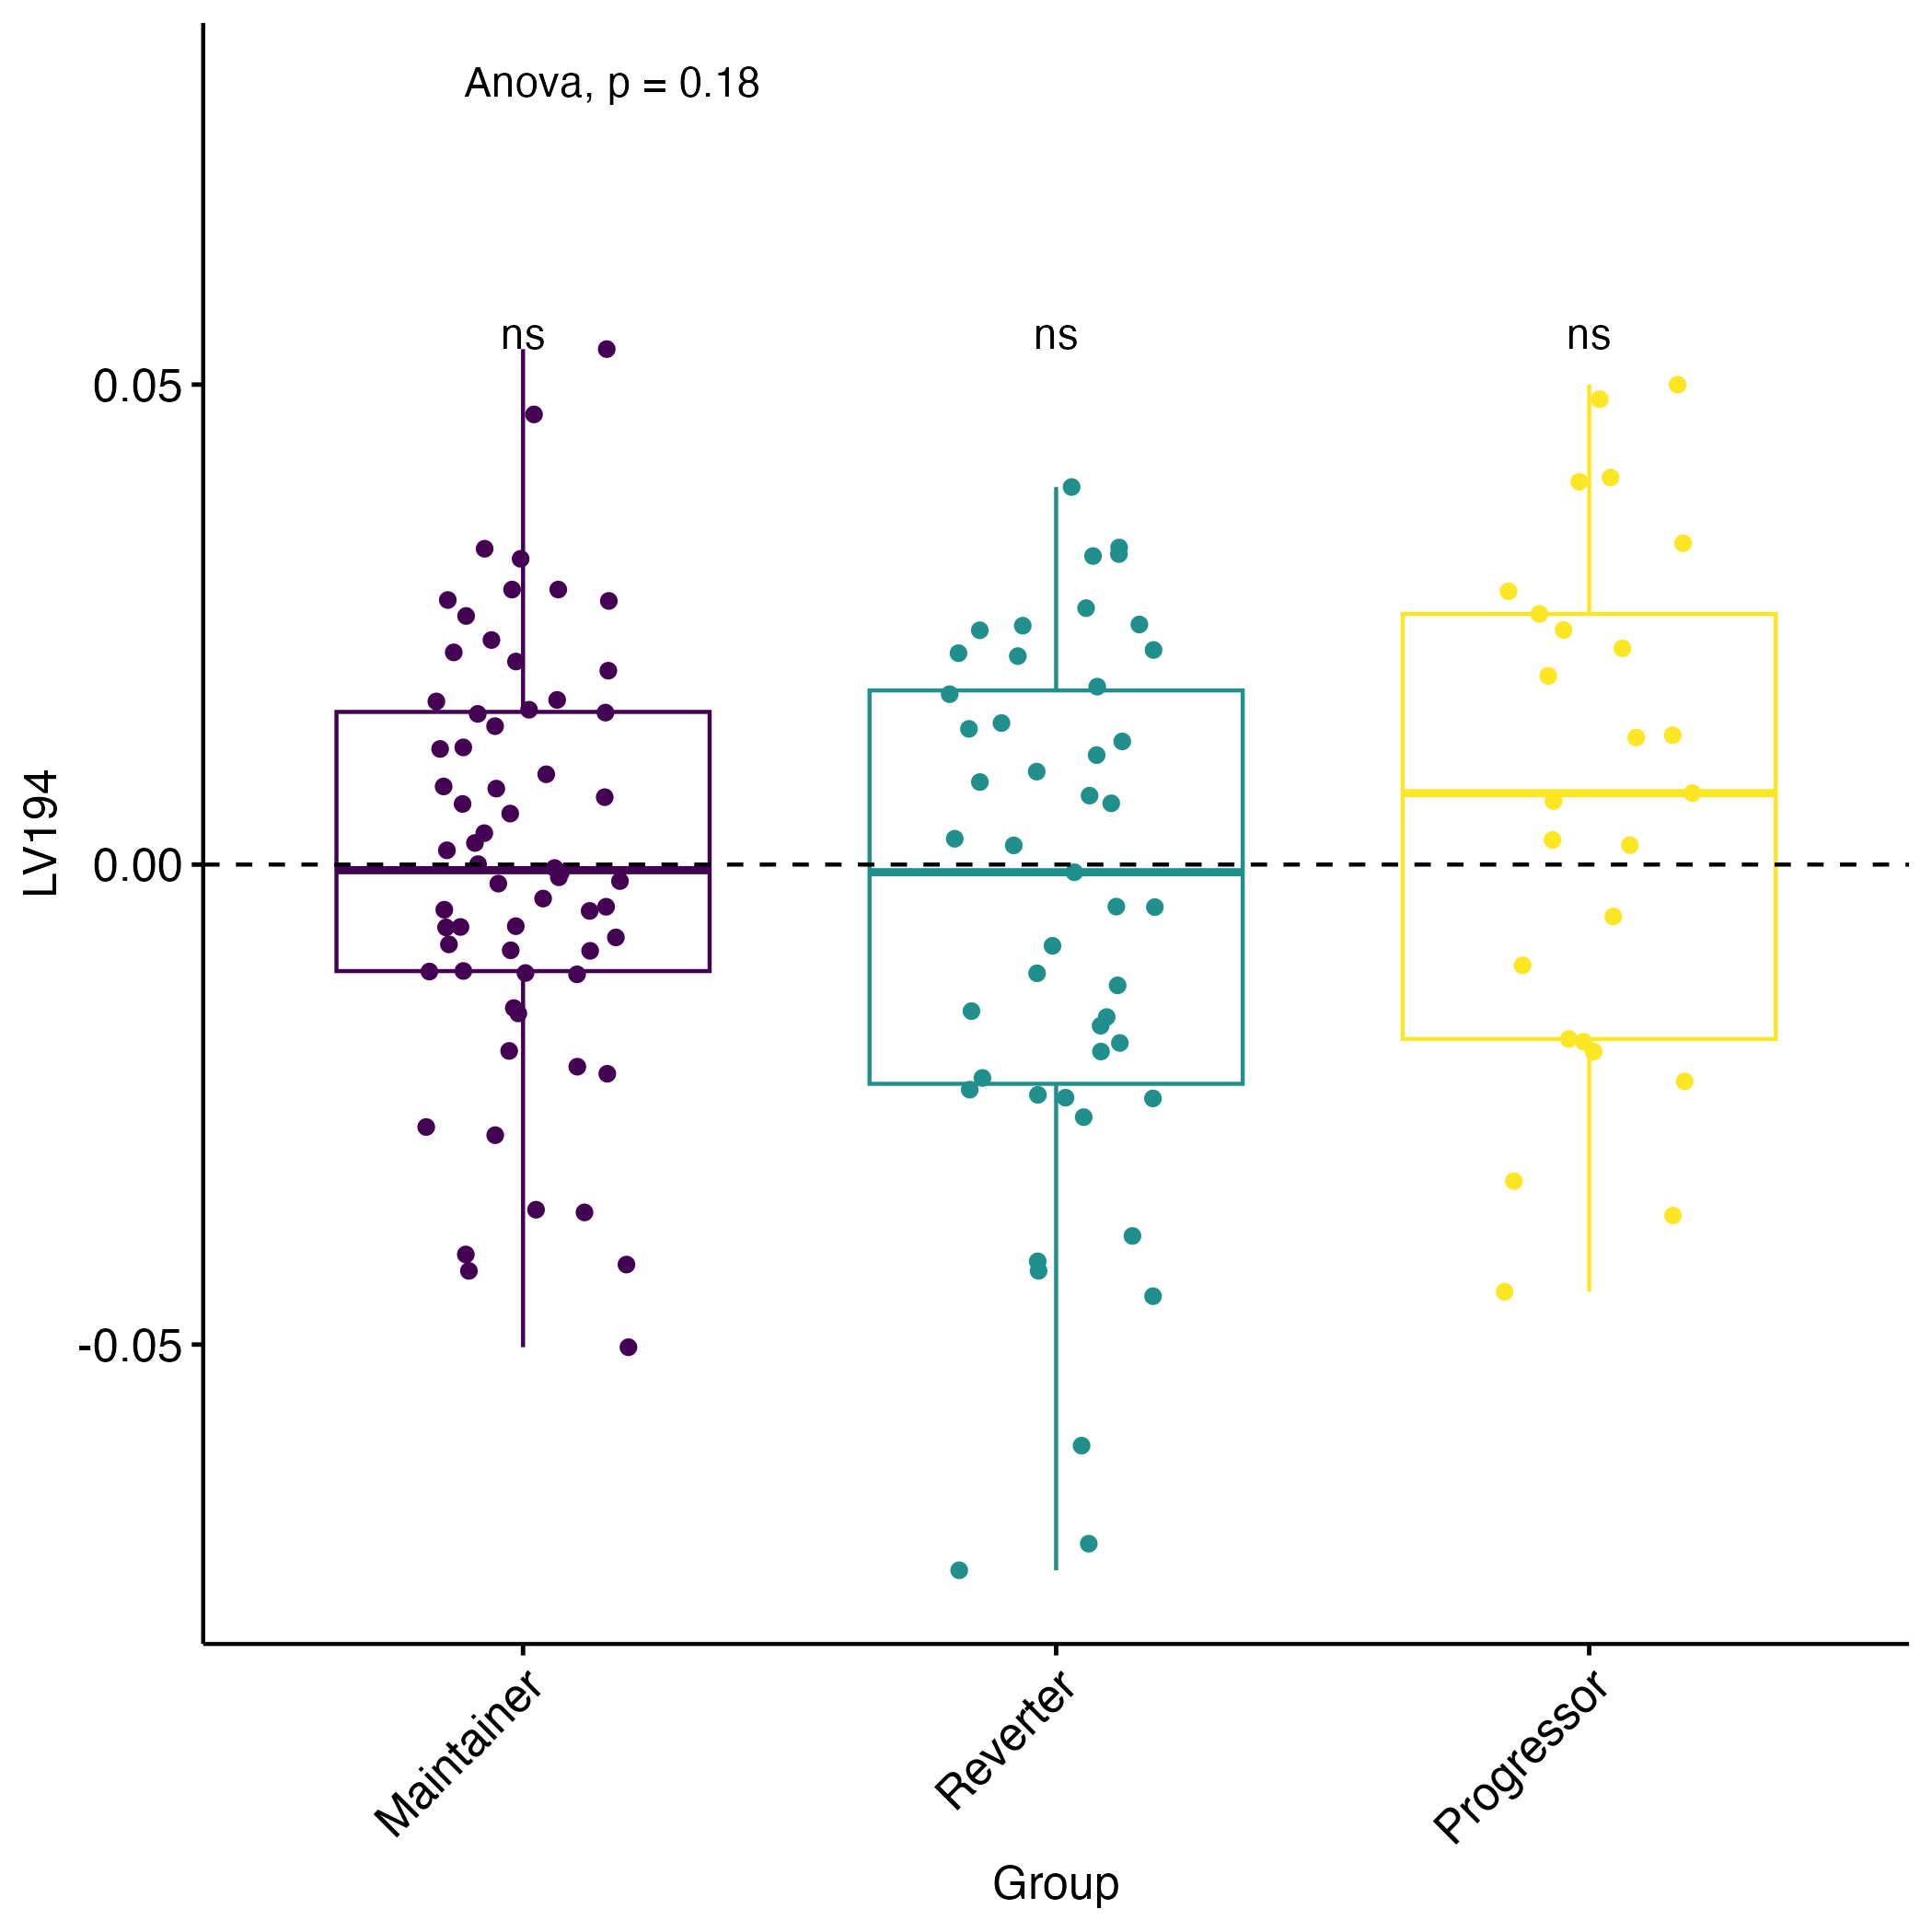 Anova, p = 0.18
ns ns ns
0.05
0.00
-0.05
LV194
Maintainer Reverter Progressor
Group